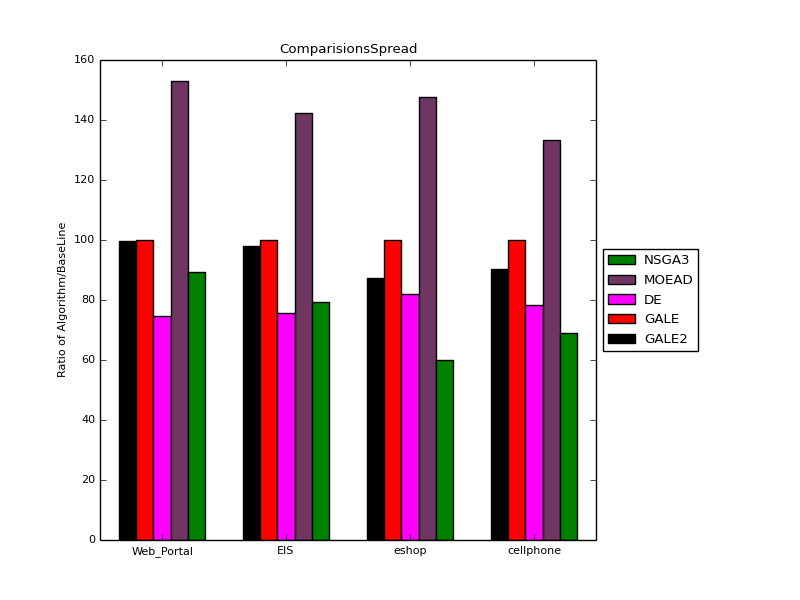 ComparisionsSpread
160
140
120
100
80
60
40
20
0
Ratio of Algorithm/BaseLine
Web_Portal
EIS
eshop
cellphone
NSGA3
MOEAD
DE
GALE
GALE2